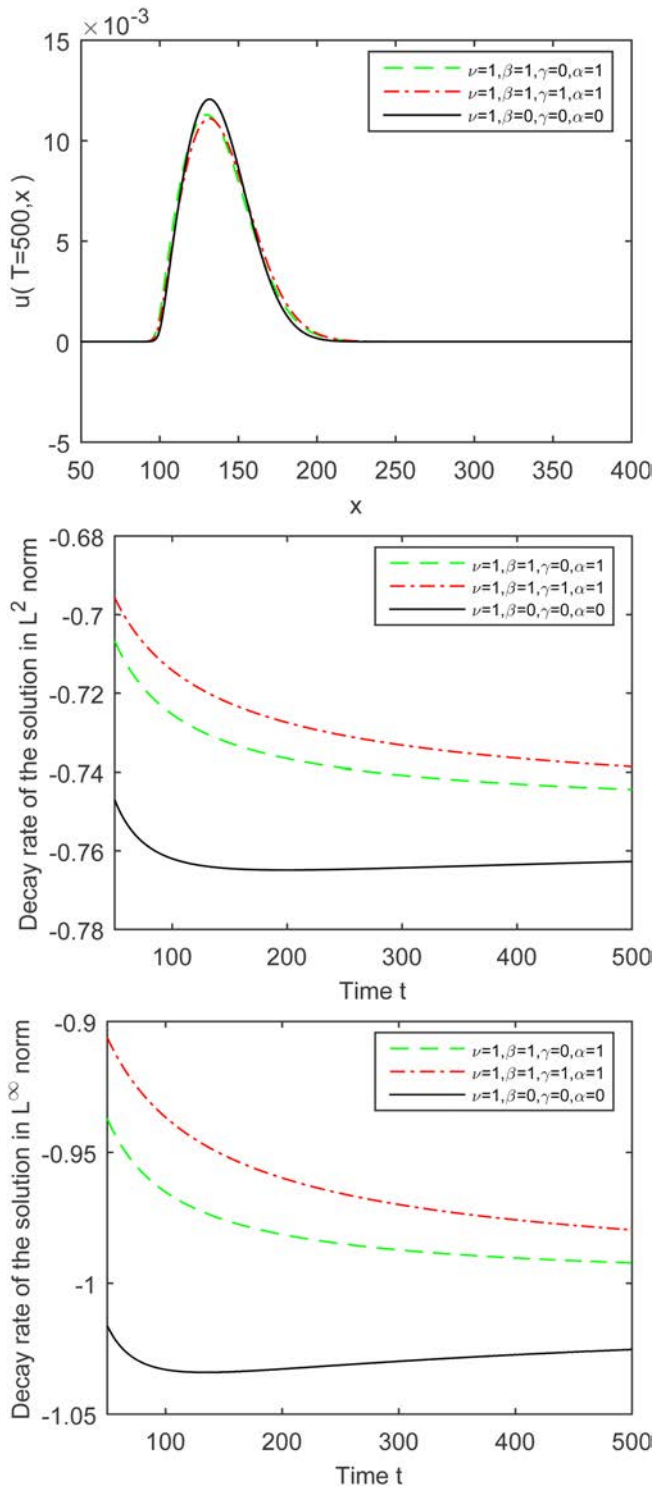 ×10⁻³
15
10
5
0
-5
u( T=500,x )
ν=1,β=1,γ=0,α=1
ν=1,β=1,γ=1,α=1
ν=1,β=0,γ=0,α=0
50 100 150 200 250 300 350 400
x
-0.68
-0.7
-0.72
-0.74
-0.76
-0.78
Decay rate of the solution in L² norm
ν=1,β=1,γ=0,α=1
ν=1,β=1,γ=1,α=1
ν=1,β=0,γ=0,α=0
100 200 300 400 500
Time t
-0.9
-0.95
-1
-1.05
Decay rate of the solution in L^∞ norm
ν=1,β=1,γ=0,α=1
ν=1,β=1,γ=1,α=1
ν=1,β=0,γ=0,α=0
100 200 300 400 500
Time t